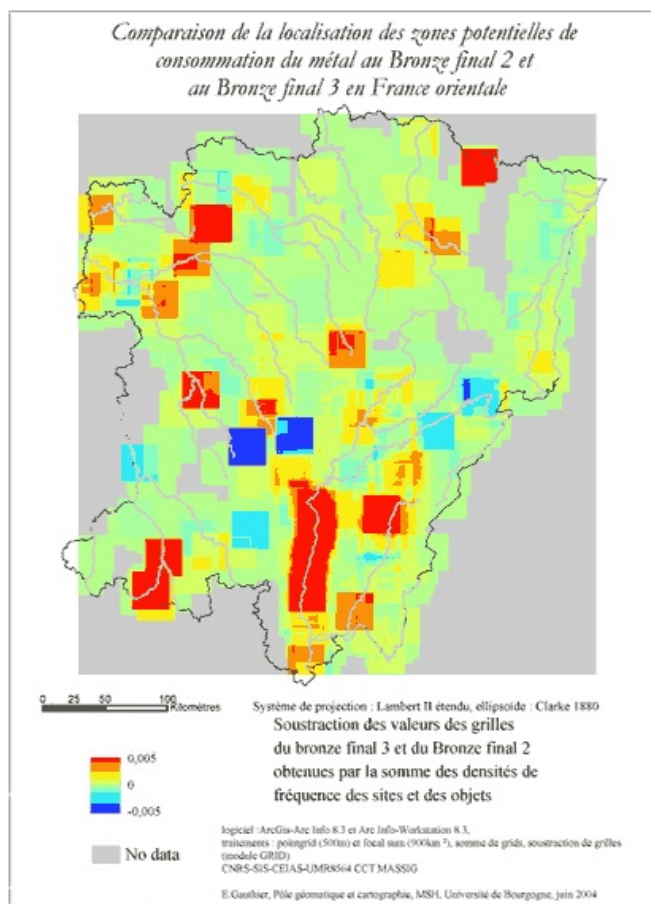 Comparaison de la localisation des zones potentielles de
consommation du métal au Bronze final 2 et
au Bronze final 3 en France orientale
0 25 50 100
Kilomètres
Système de projection : Lambert II étendu, ellipsoïde : Clarke 1880
Soustraction des valeurs des grilles
du bronze final 3 et du Bronze final 2
obtenues par la somme des densités de
fréquence des sites et des objets
0,005
0
-0,005
No data
logiciel :ArcGis-Arc Info 8.3 et Arc Info-Workstation 8.3,
traitements : pointgrid (500m) et focal sum (900km ²), somme de grids, soustraction de grilles
(module GRID)
CNRS-SIS-CEIAS-UMR8564 CCT MASSIG
E.Gauthier, Pôle géomatique et cartographie, MSH, Université de Bourgogne, juin 2004